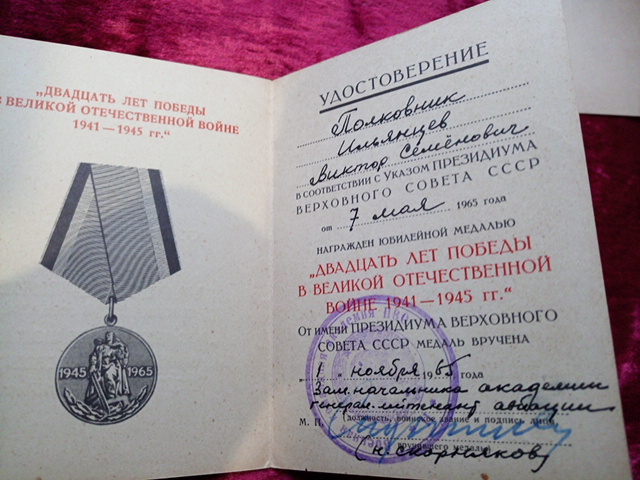 „ДВАДЦАТЬ ЛЕТ ПОБЕДЫ
В ВЕЛИКОЙ ОТЕЧЕСТВЕННОЙ ВОЙНЕ
1941—1945 гг.“
1945 1965
УДОСТОВЕРЕНИЕ
Полковник
Ильянцев
Виктор Семёнович
В СООТВЕТСТВИИ С УКАЗОМ ПРЕЗИДИУМА
ВЕРХОВНОГО СОВЕТА СССР
от 7 мая 1965 года
НАГРАЖДЕН ЮБИЛЕЙНОЙ МЕДАЛЬЮ
„ДВАДЦАТЬ ЛЕТ ПОБЕДЫ
В ВЕЛИКОЙ ОТЕЧЕСТВЕННОЙ
ВОЙНЕ 1941—1945 гг.“
От имени ПРЕЗИДИУМА ВЕРХОВНОГО
СОВЕТА СССР МЕДАЛЬ ВРУЧЕНА
1 ноября 1965 года
Зам. начальника академии
генерал-лейтенант авиации
М. П. (должность, воинское звание и подпись лица,
вручившего медаль)
(Н. Скорняков)